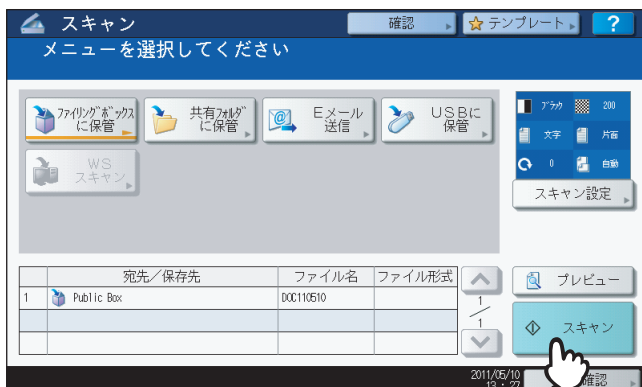 スキャン 確認 テンプレート ?
メニューを選択してください
ファイリングボックス
に保管
共有フォルダ
に保管
Eメール
送信
USBに
保管
ブラック 200
文字 片面
0 自動
WS
スキャン
スキャン設定
宛先/保存先 ファイル名 ファイル形式
1 Public Box DOC110510
1
1
プレビュー
スキャン
2011/05/10
13:27
確認